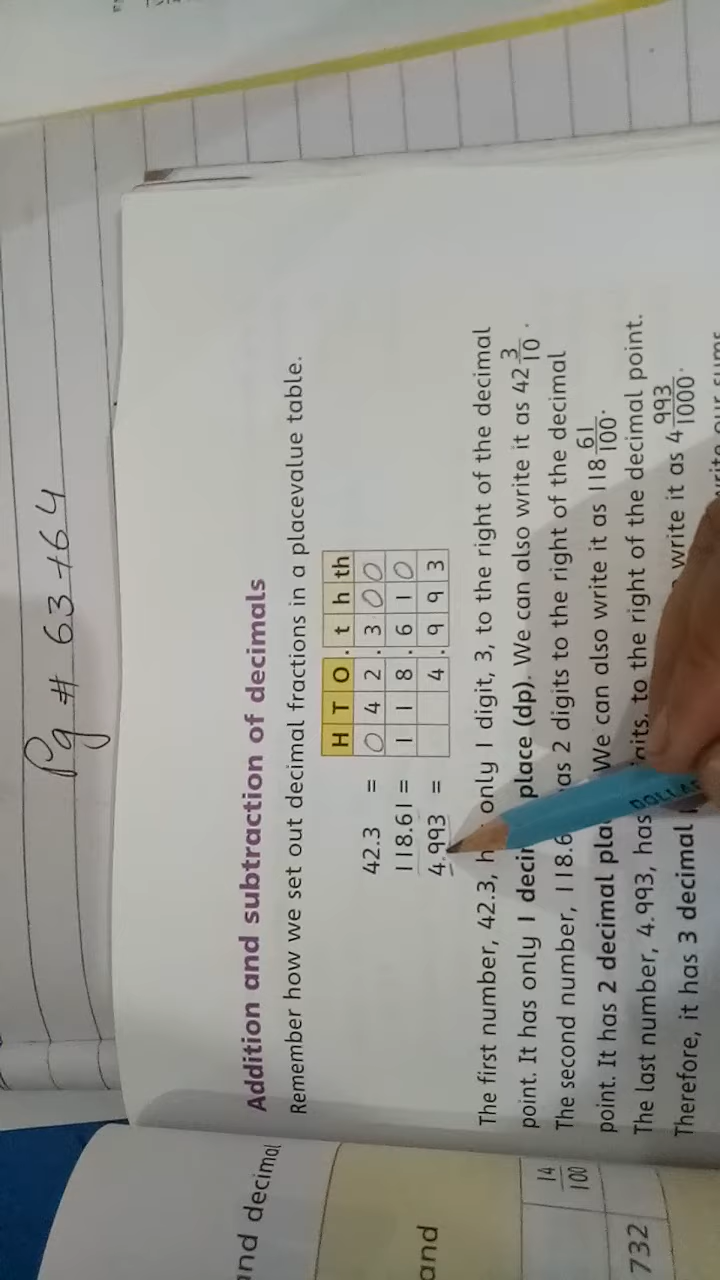 Pg # 63+64
Addition and subtraction of decimals
Remember how we set out decimal fractions in a placevalue table.
H T O . t h th
42.3 = 0 4 2 . 3 0 0
118.61 = 1 1 8 . 6 1 0
4.993 = 4 . 9 9 3
The first number, 42.3, only 1 digit, 3, to the right of the decimal
point. It has only 1 place (dp). We can also write it as 42 3/10.
The second number, 118.6 as 2 digits to the right of the decimal
point. It has 2 decimal We can also write it as 118 61/100.
The last number, 4.993, has to the right of the decimal point.
Therefore, it has 3 decimal write it as 4 993/1000.
and decimal
and
14/100
732